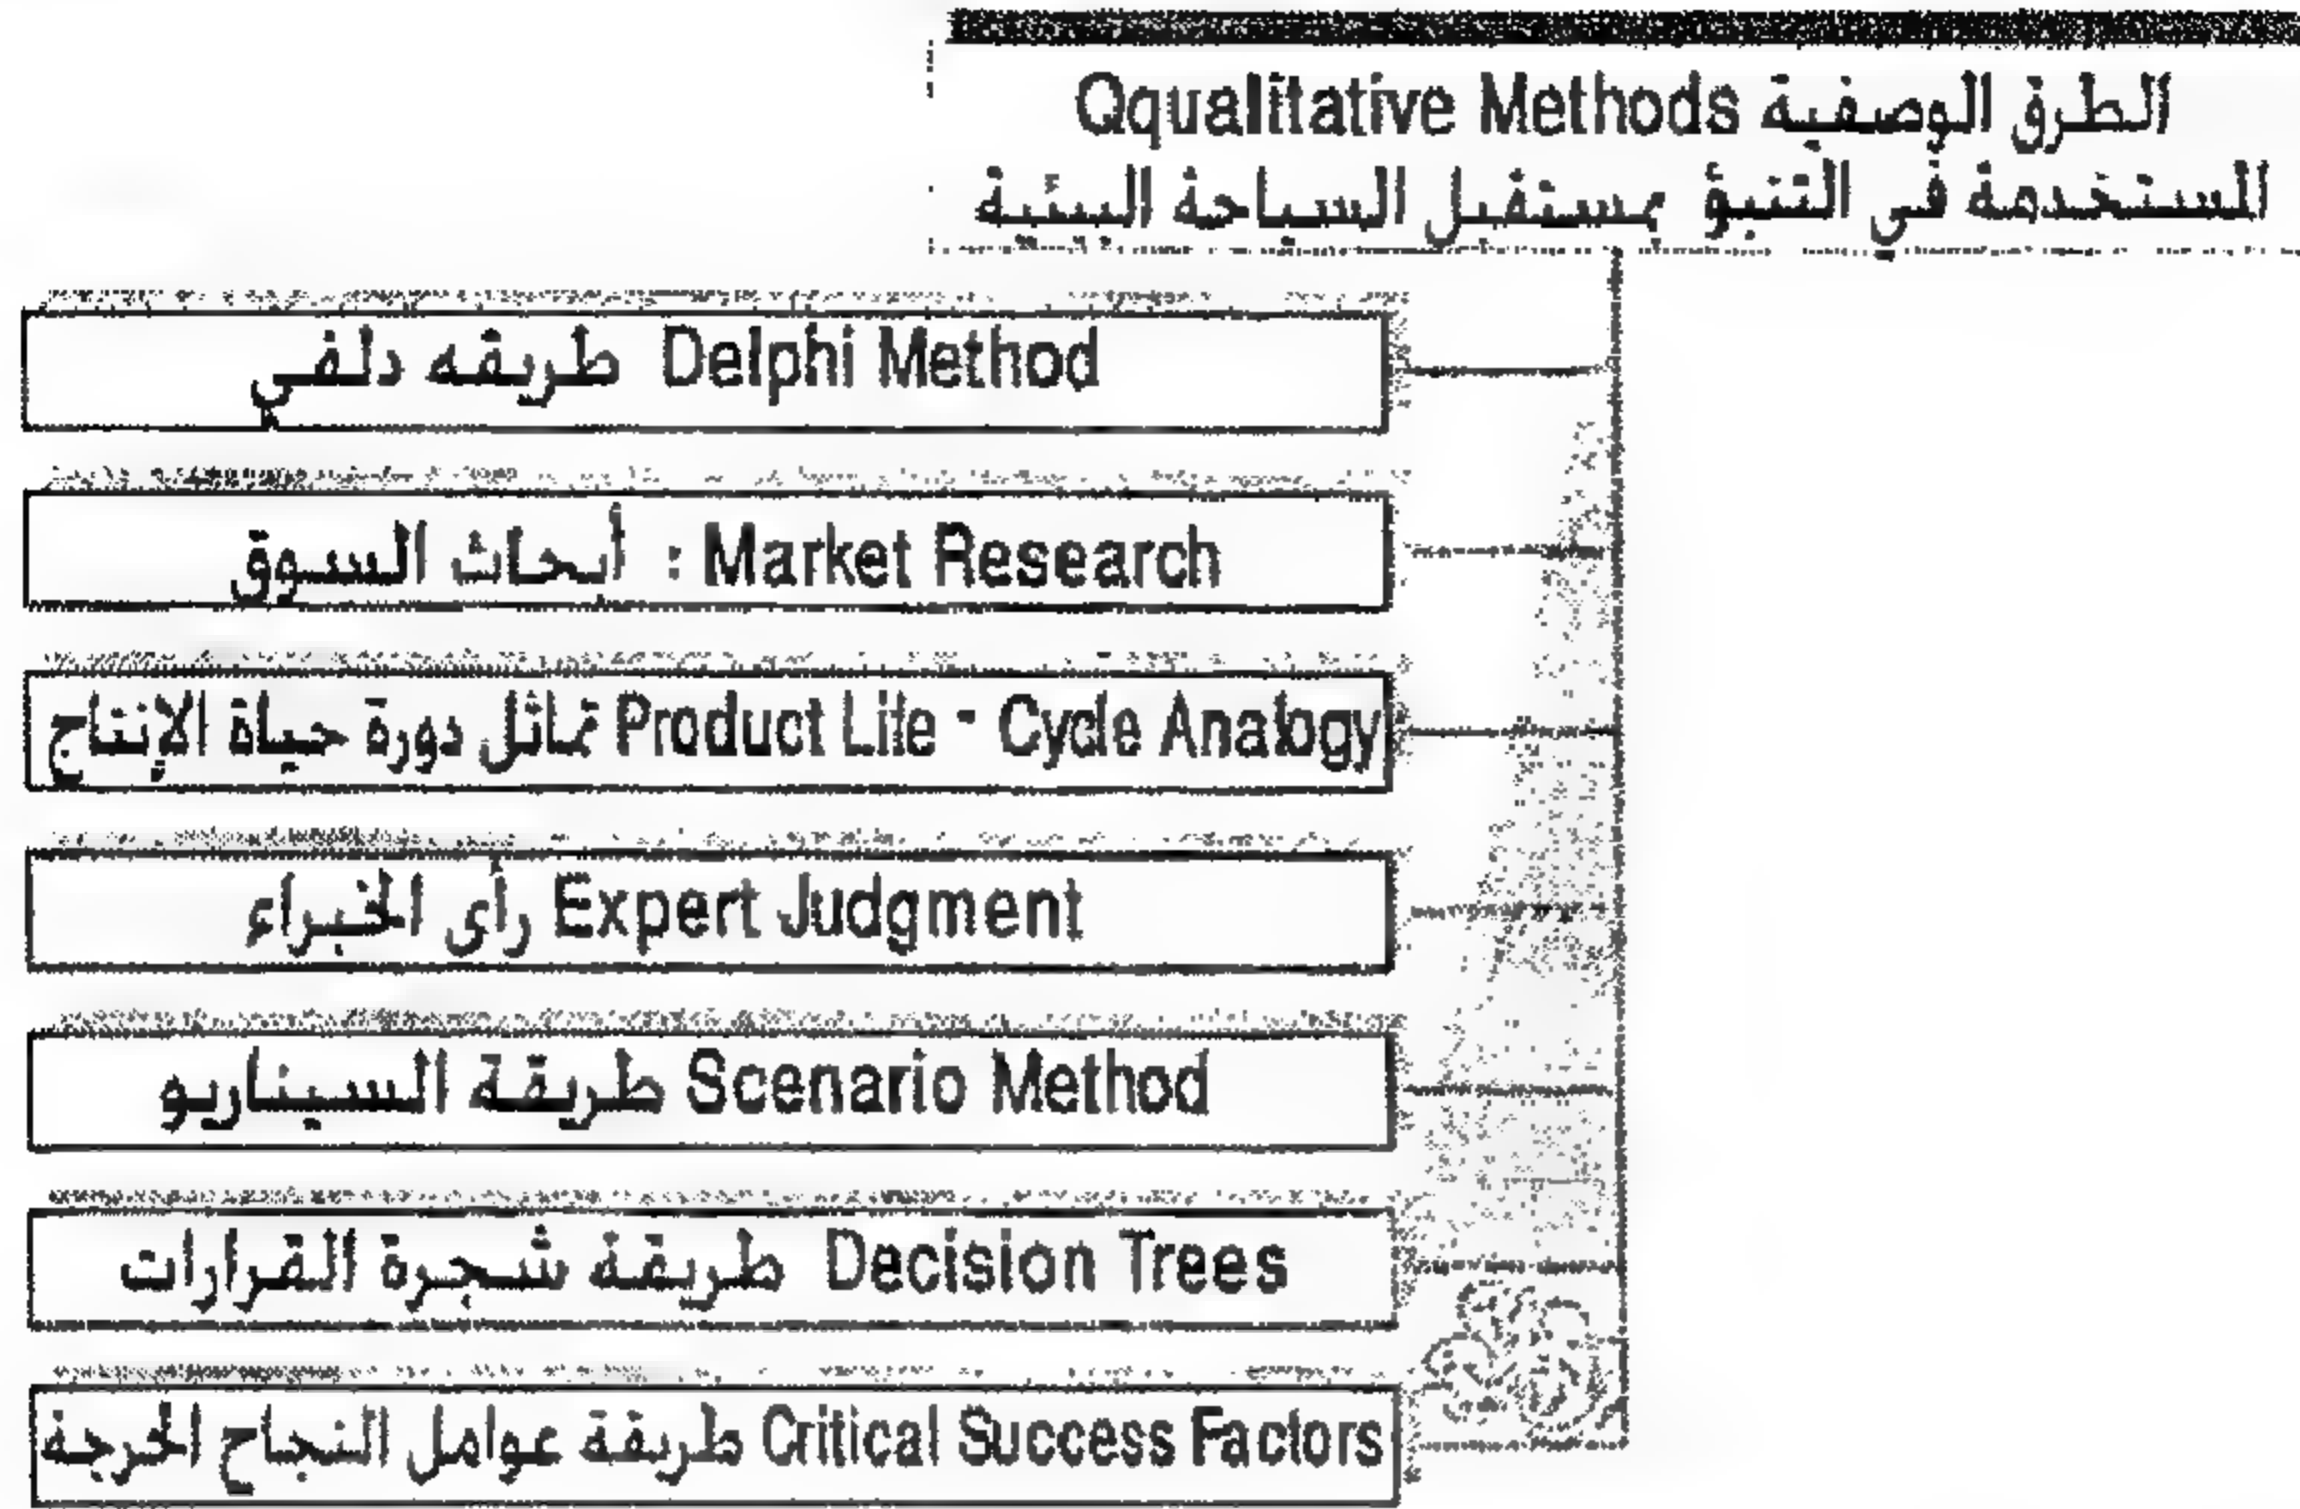 الطرق الوصفية Qqualitative Methods
المستخدمة في التنبؤ بمستقبل السياحة البيئية
طريقه دلفي Delphi Method
أبحاث السوق : Market Research
تماثل دورة حياة الإنتاج Product Life - Cycle Analogy
رأى الخبراء Expert Judgment
طريقة السيناريو Scenario Method
طريقة شجرة القرارات Decision Trees
طريقة عوامل النجاح الحرجة Critical Success Factors